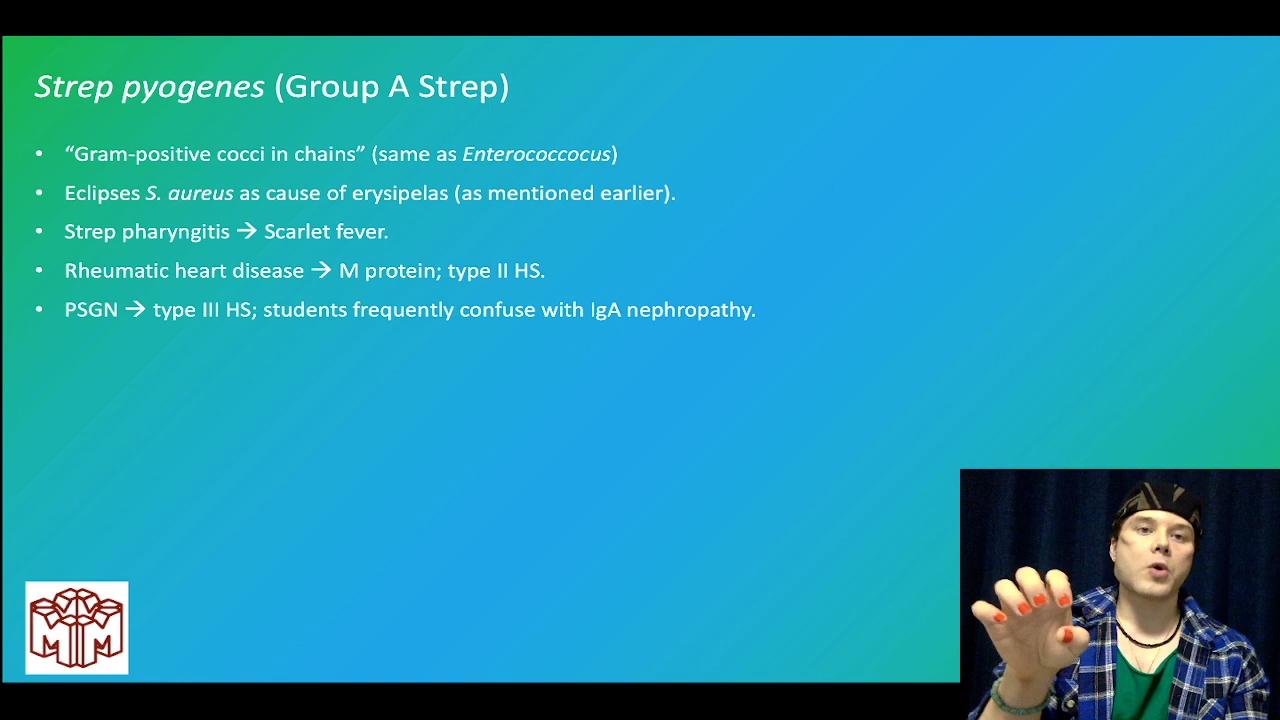 Strep pyogenes (Group A Strep)
• “Gram-positive cocci in chains” (same as Enterococcocus)
• Eclipses S. aureus as cause of erysipelas (as mentioned earlier).
• Strep pharyngitis → Scarlet fever.
• Rheumatic heart disease → M protein; type II HS.
• PSGN → type III HS; students frequently confuse with IgA nephropathy.
M M